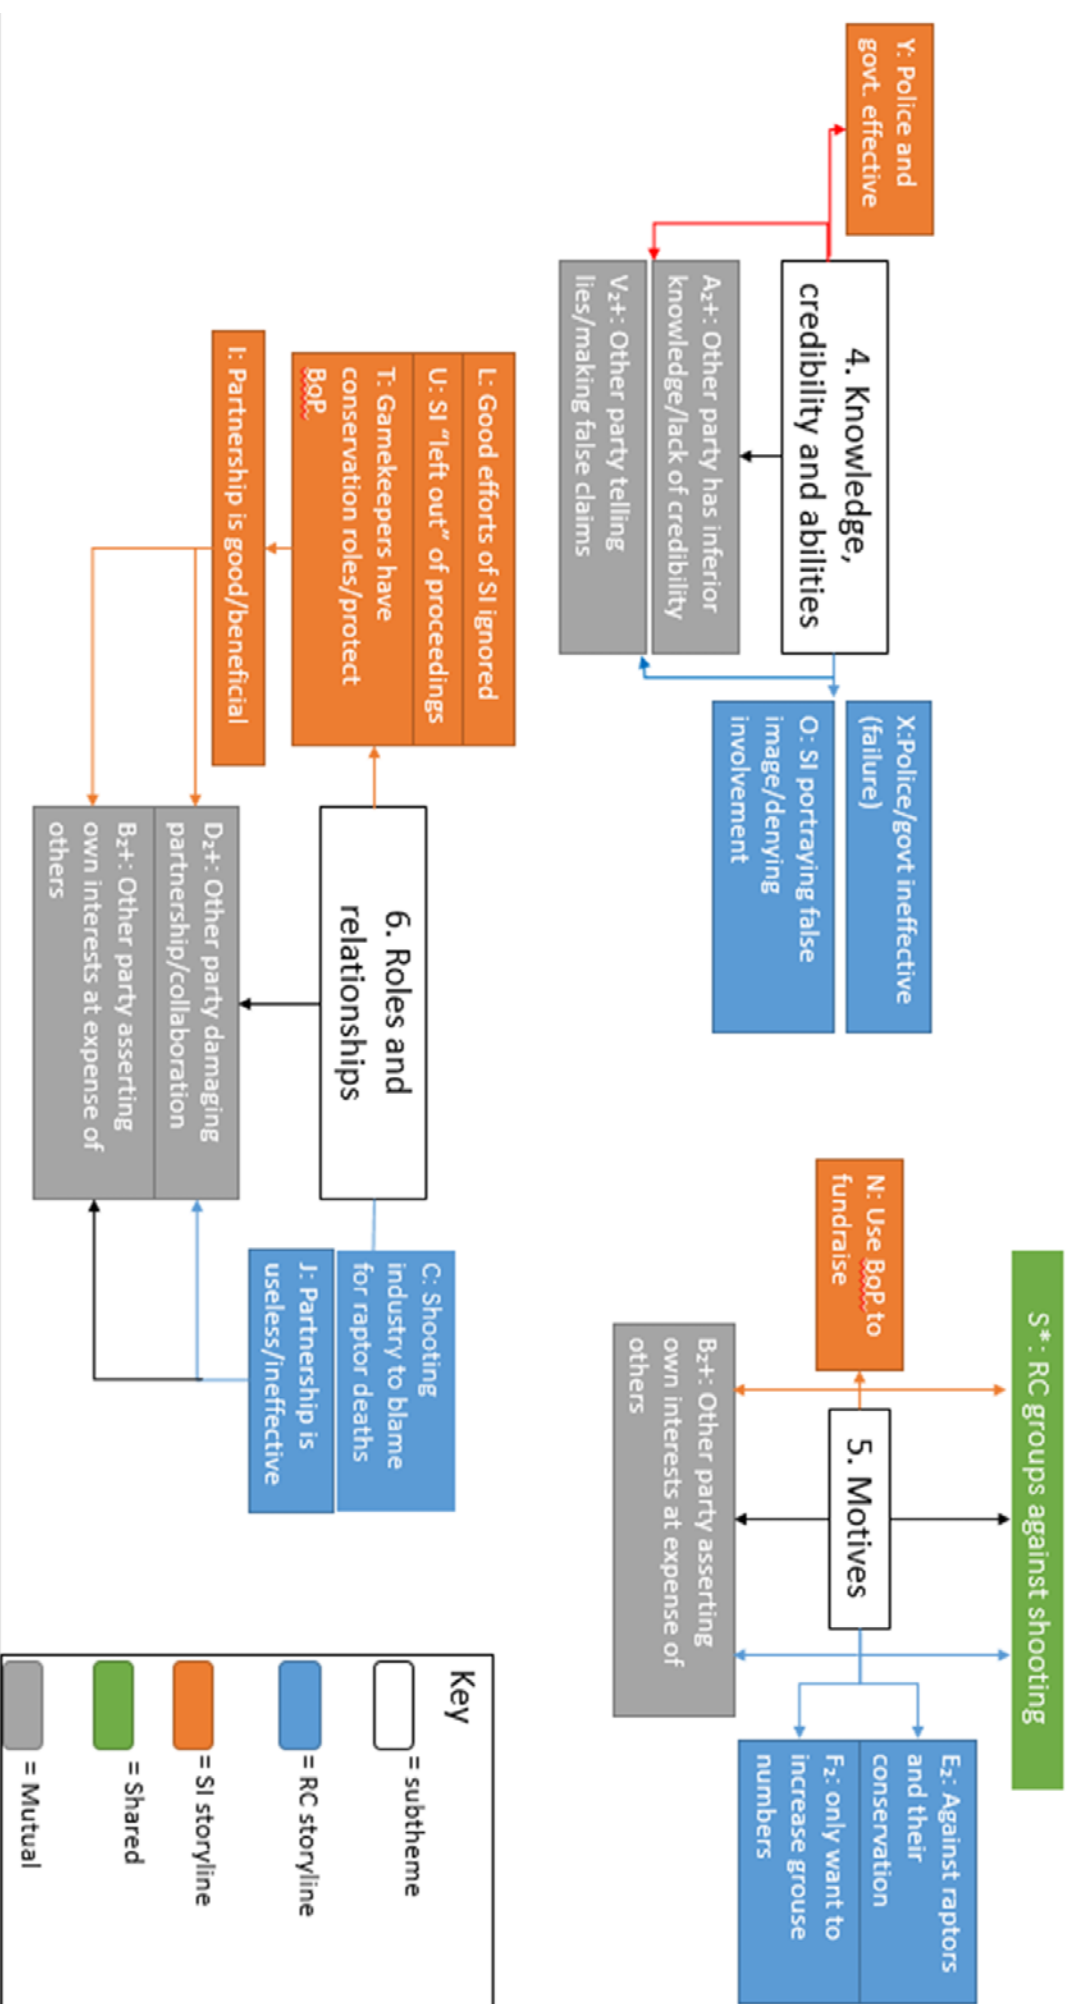 Y: Police and
govt. effective
4. Knowledge,
credibility and abilities
A₂+: Other party has inferior
knowledge/lack of credibility
V₂+: Other party telling
lies/making false claims
X:Police/govt ineffective
(failure)
O: SI portraying false
image/denying
involvement
S*: RC groups against shooting
N: Use BoP to
fundraise
5. Motives
B₂+: Other party asserting
own interests at expense of
others
E₂: Against raptors
and their
conservation
F₂: only want to
increase grouse
numbers
L: Good efforts of SI ignored
U: SI “left out” of proceedings
T: Gamekeepers have
conservation roles/protect
BoP
I: Partnership is good/beneficial
6. Roles and
relationships
D₂+: Other party damaging
partnership/collaboration
B₂+: Other party asserting
own interests at expense of
others
C: Shooting
industry to blame
for raptor deaths
J: Partnership is
useless/ineffective
Key
= subtheme
= RC storyline
= SI storyline
= Shared
= Mutual